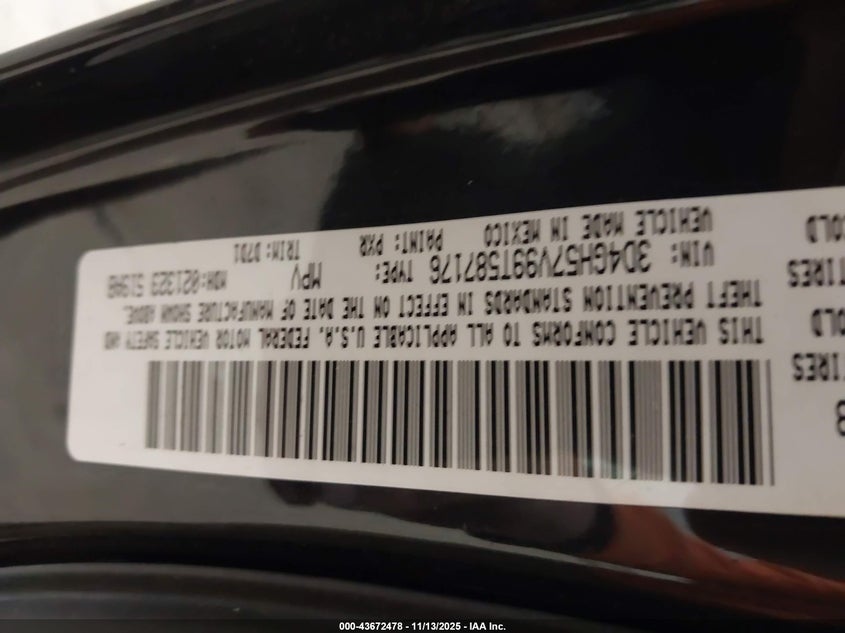 THIS VEHICLE CONFORMS TO ALL APPLICABLE U.S.A. FEDERAL MOTOR VEHICLE SAFETY AND
THEFT PREVENTION STANDARDS IN EFFECT ON THE DATE OF MANUFACTURE SHOWN ABOVE.
VIN: 3D4GH57V99T587176 TYPE: MPV MDH:021323
VEHICLE MADE IN MEXICO PAINT: PXR TRIM: D7D1
TIRES
OLD
TIRES
COLD
000-43672478 | 11/13/2025 - IAA Inc.